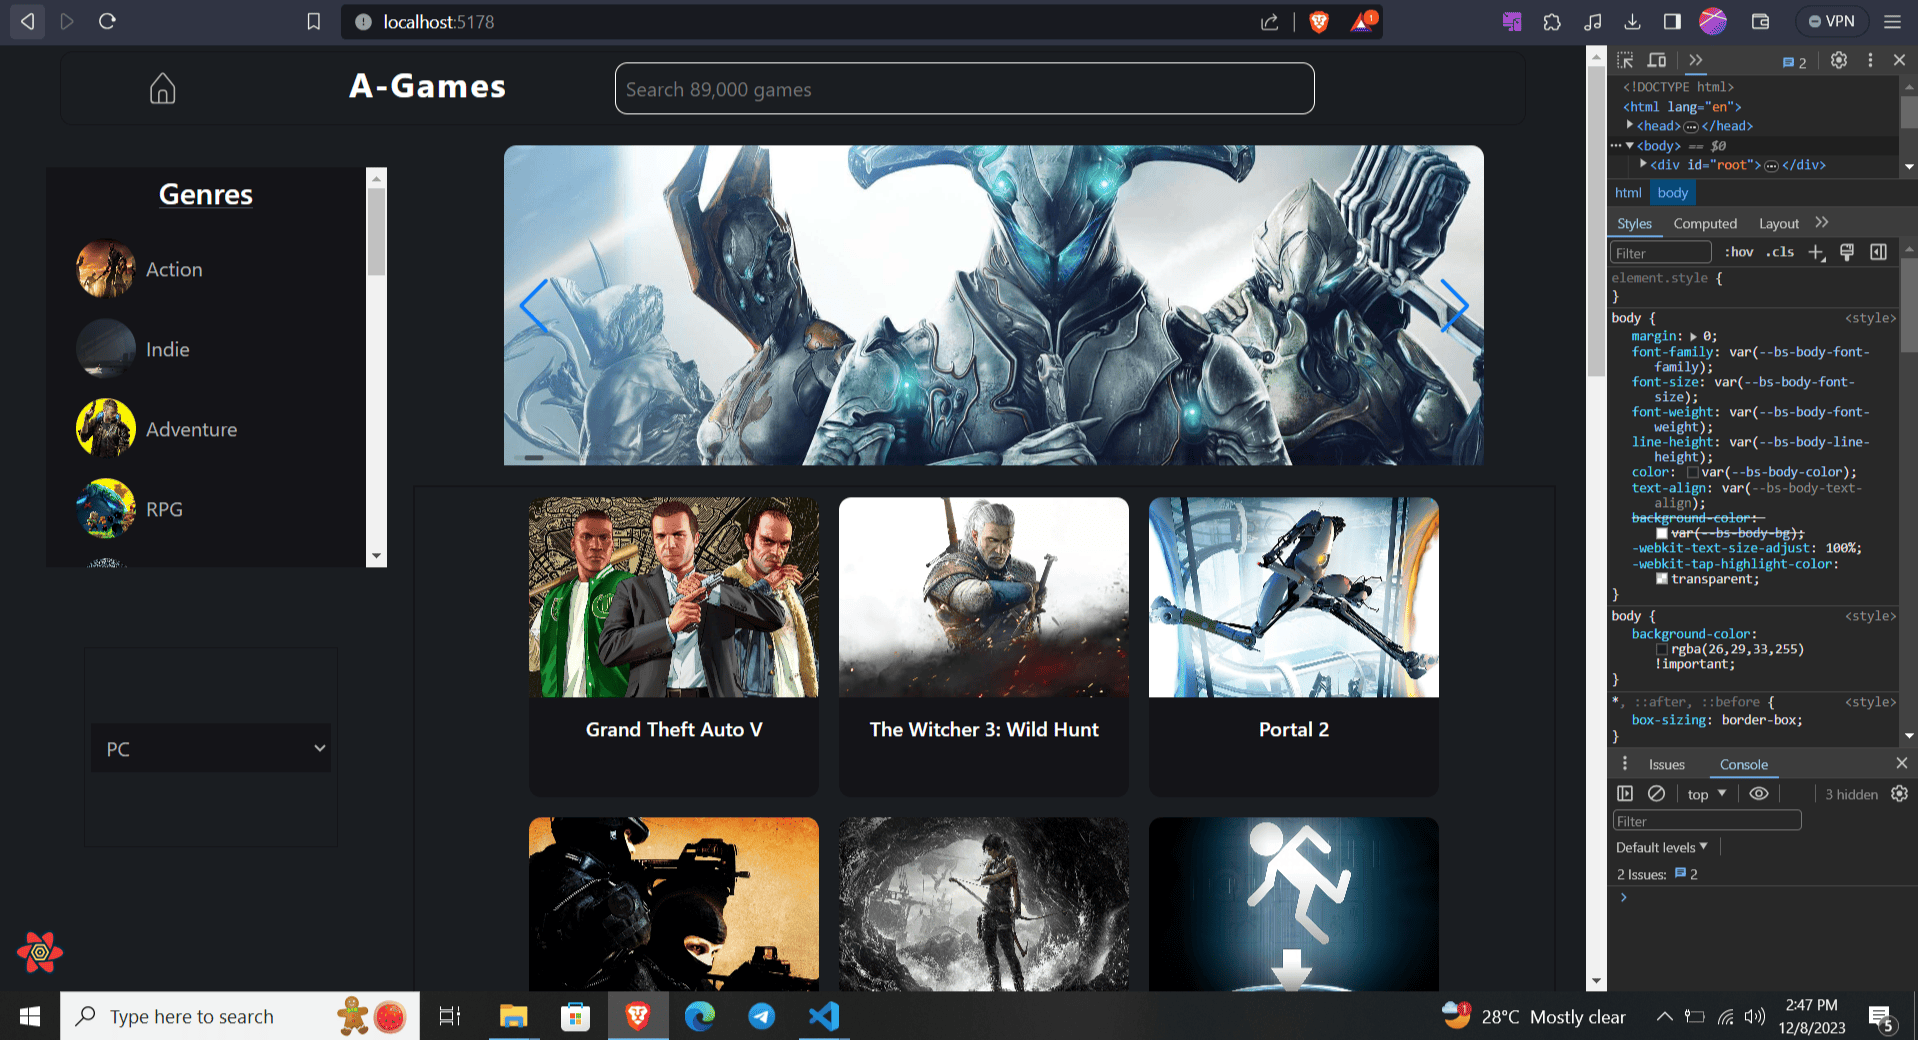 localhost:5178
1
VPN
A-Games
Search 89,000 games
Genres
Action
Indie
Adventure
RPG
PC
Grand Theft Auto V
The Witcher 3: Wild Hunt
Portal 2
2
<!DOCTYPE html>
<html lang="en">
<head> … </head>
<body> == $0
<div id="root"> … </div>
html body
Styles Computed Layout
Filter :hov .cls
element.style {
}
body { <style>
margin: 0;
font-family: var(--bs-body-font-
family);
font-size: var(--bs-body-font-
size);
font-weight: var(--bs-body-font-
weight);
line-height: var(--bs-body-line-
height);
color: var(--bs-body-color);
text-align: var(--bs-body-text-
align);
background-color:
var(--bs-body-bg);
-webkit-text-size-adjust: 100%;
-webkit-tap-highlight-color:
transparent;
}
body { <style>
background-color:
rgba(26,29,33,255)
!important;
}
*, ::after, ::before { <style>
box-sizing: border-box;
}
Issues Console
top 3 hidden
Filter
Default levels
2 Issues: 2
Type here to search
1
28°C Mostly clear
2:47 PM
12/8/2023
5